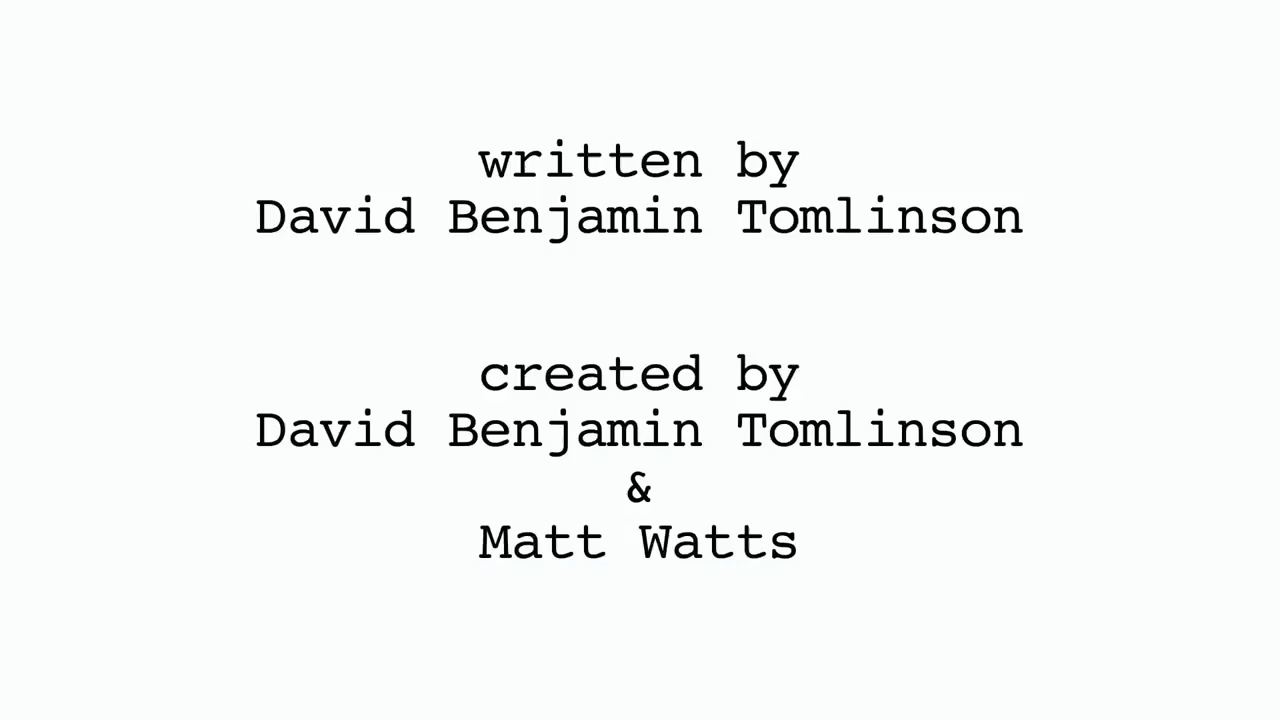 written by
David Benjamin Tomlinson
created by
David Benjamin Tomlinson
&
Matt Watts